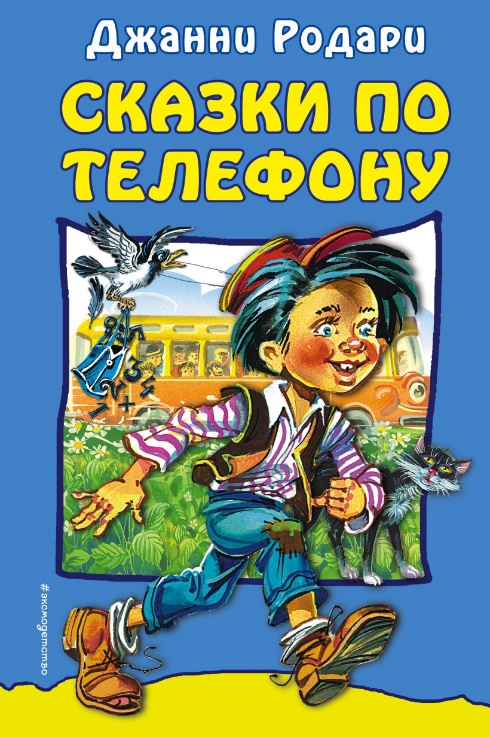 Джанни Родари
Сказки по
телефону
#эксмодетство